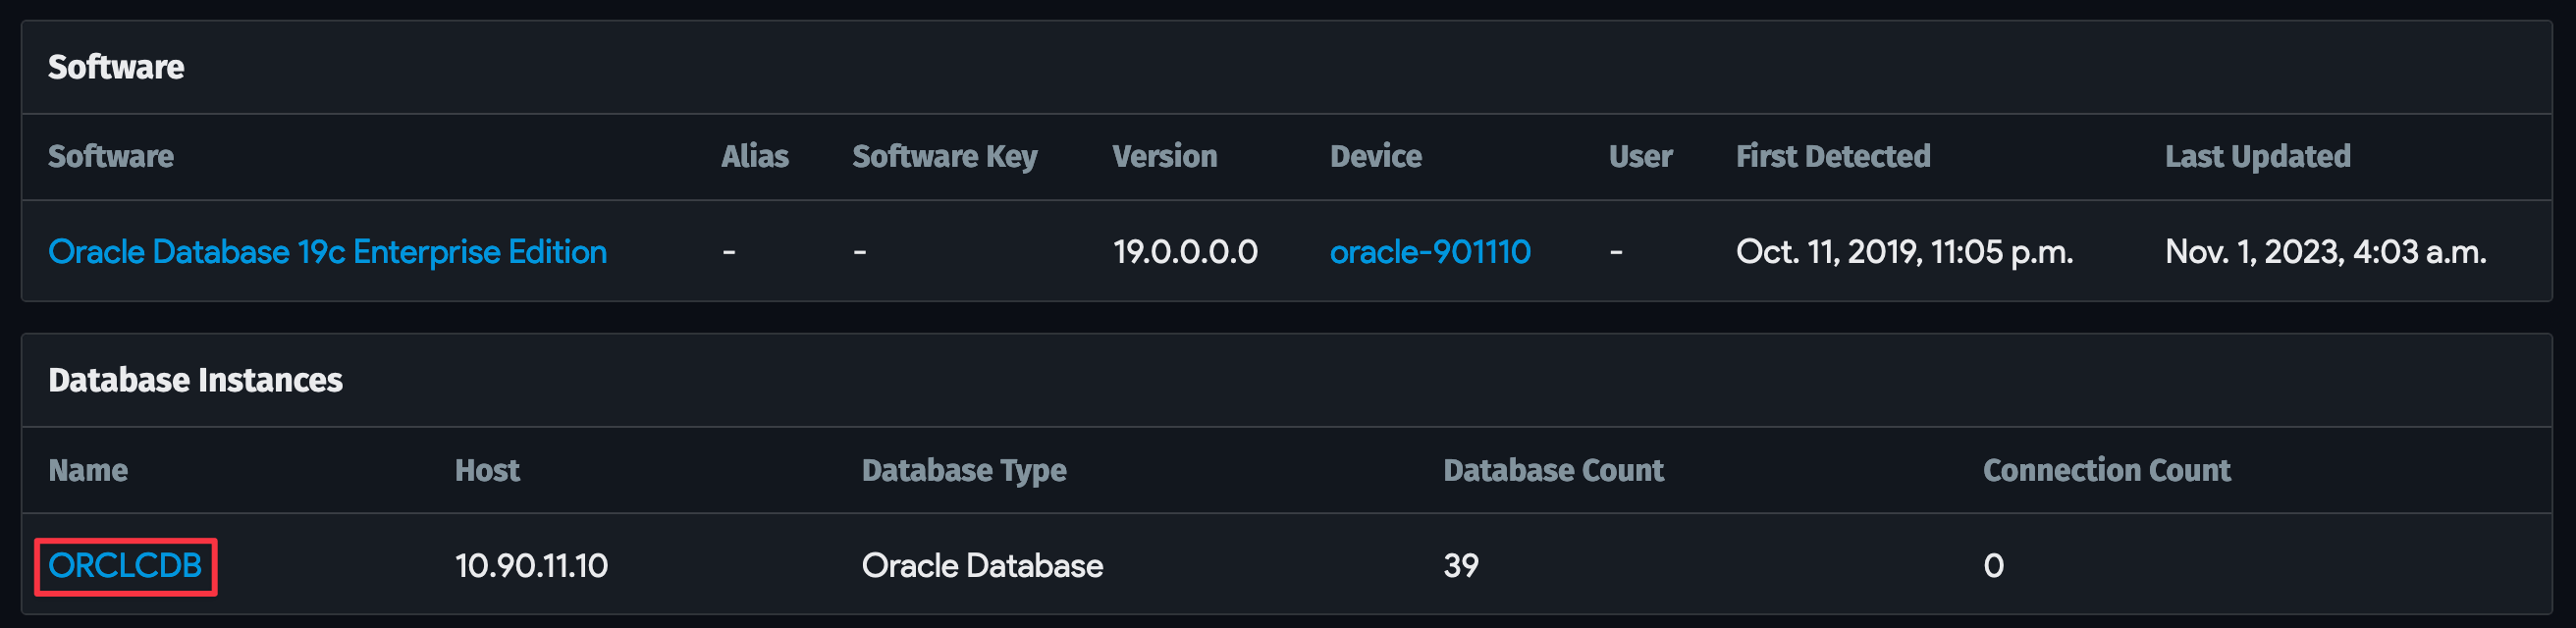 Software
Software Alias Software Key Version Device User First Detected Last Updated
Oracle Database 19c Enterprise Edition - - 19.0.0.0.0 oracle-901110 - Oct. 11, 2019, 11:05 p.m. Nov. 1, 2023, 4:03 a.m.
Database Instances
Name Host Database Type Database Count Connection Count
ORCLCDB 10.90.11.10 Oracle Database 39 0